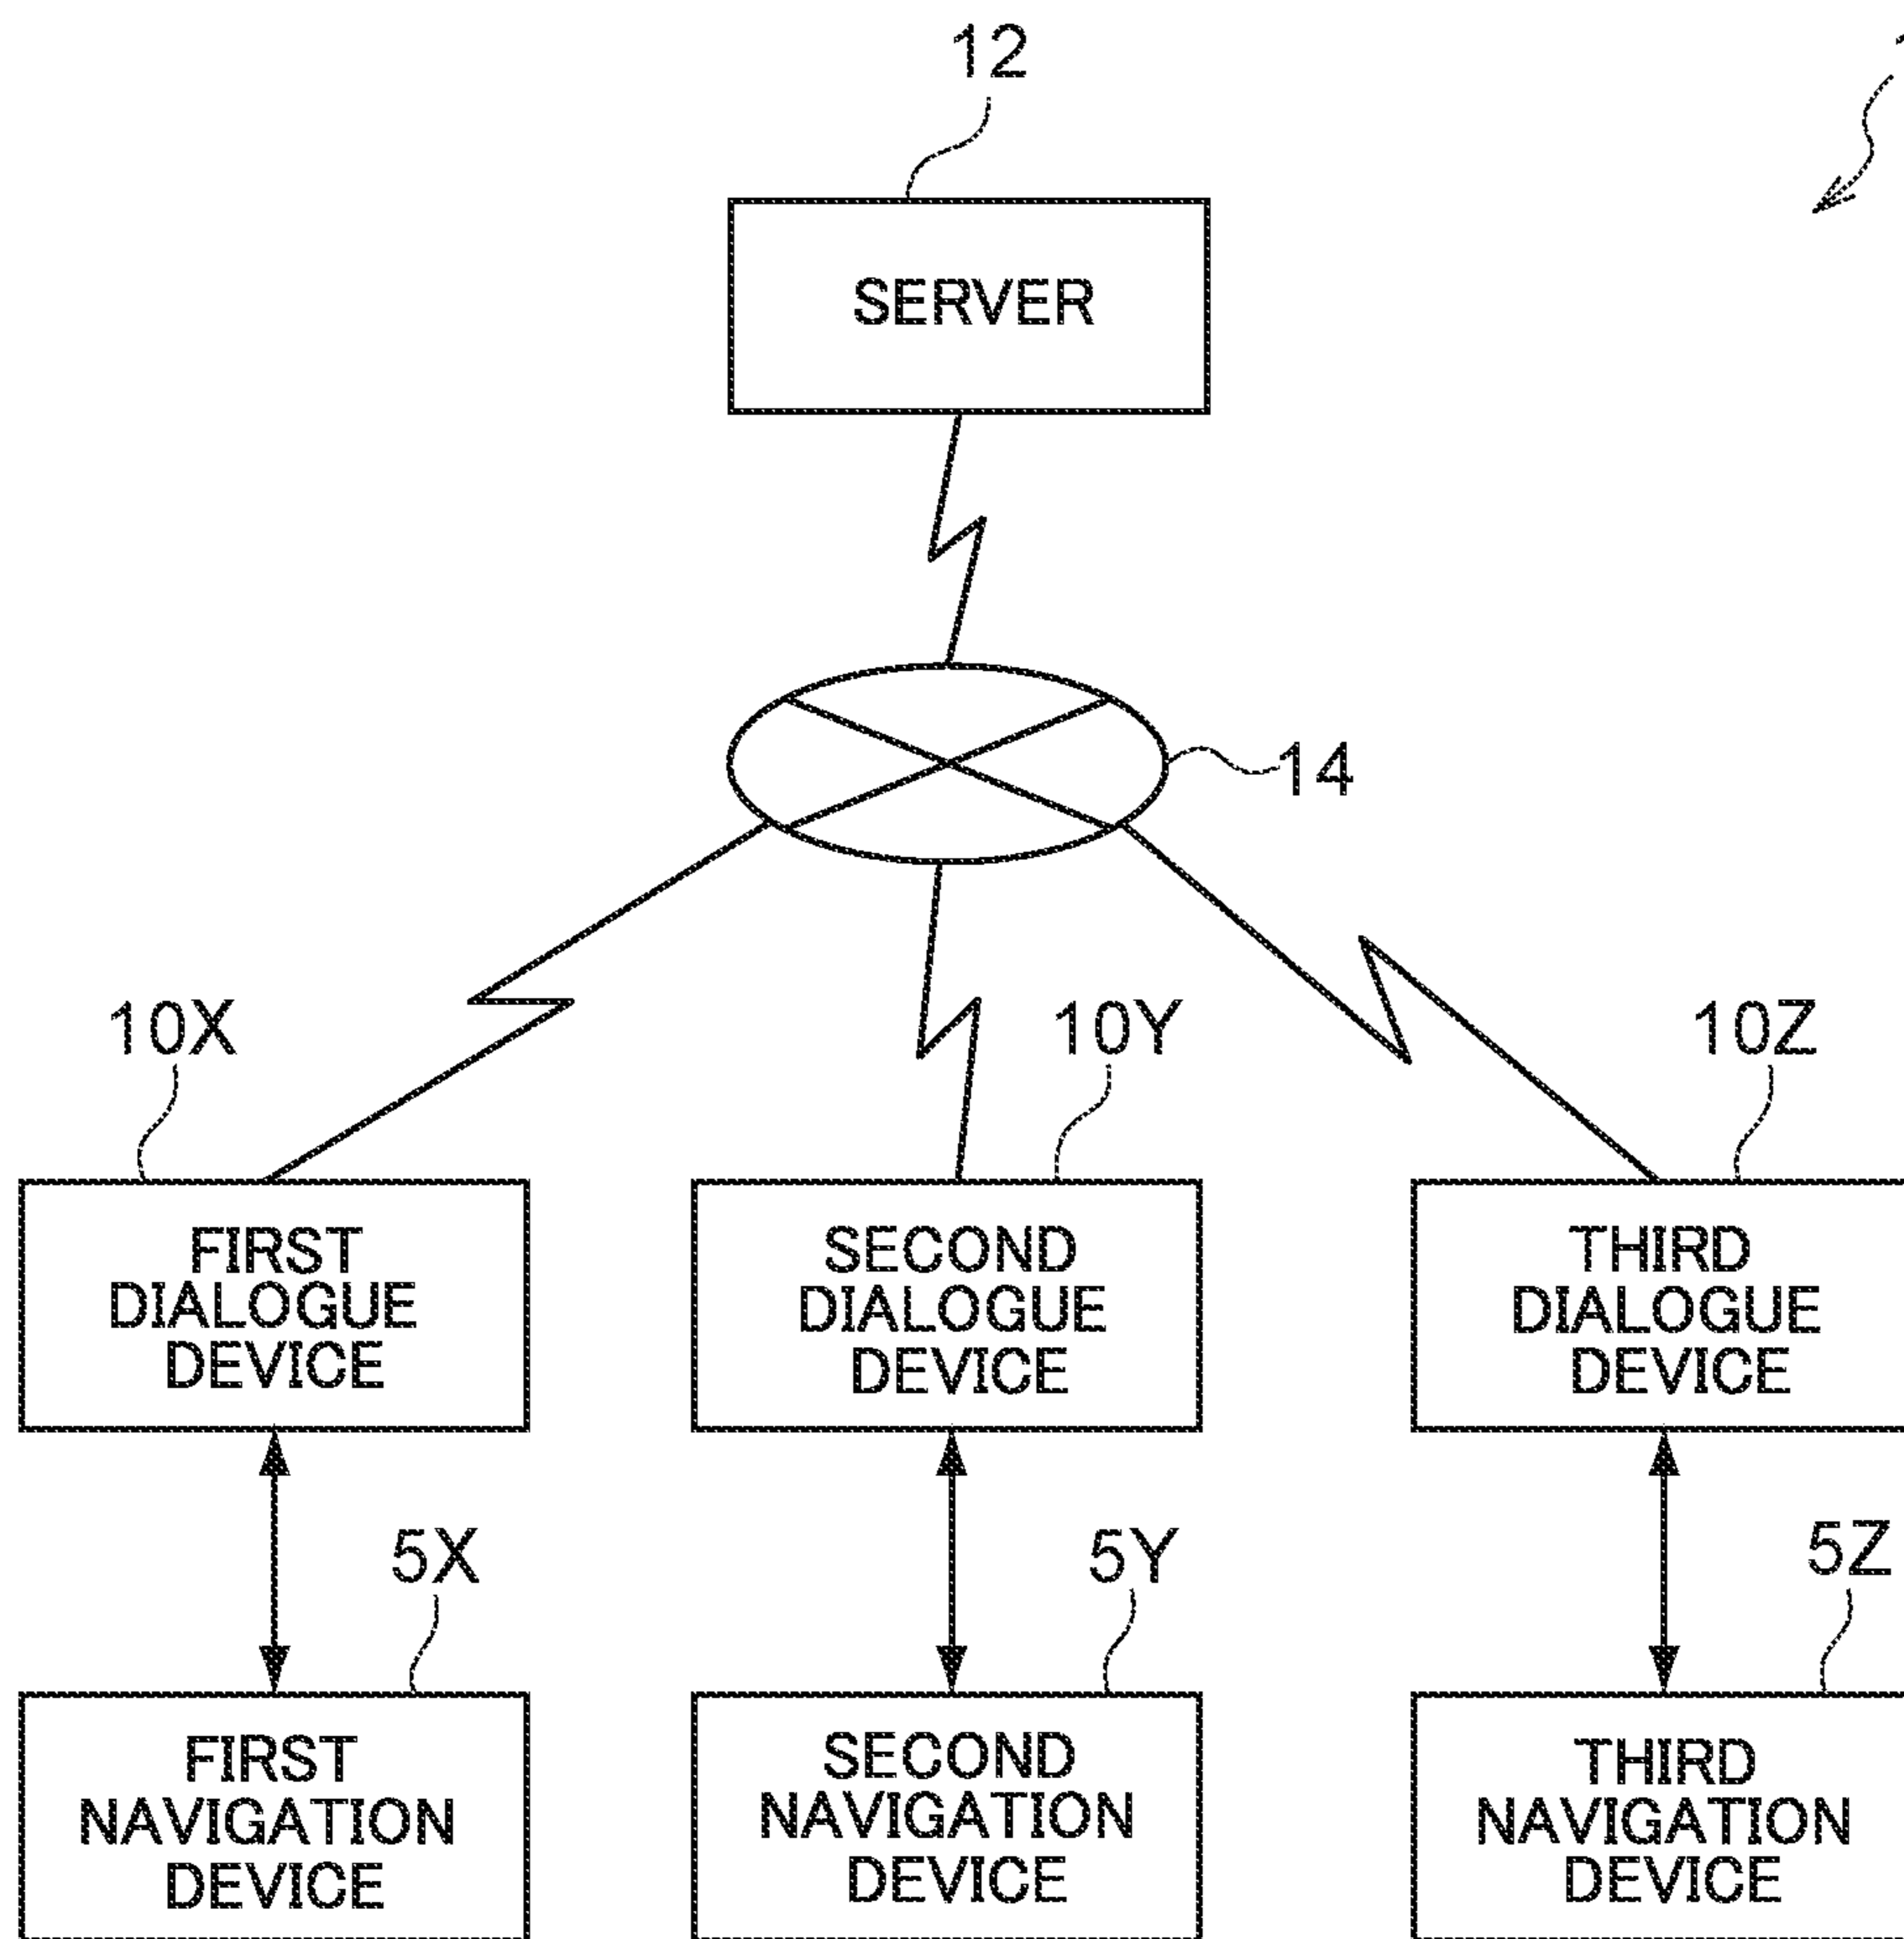 12
SERVER
14
10X
10Y
10Z
FIRST
DIALOGUE
DEVICE
SECOND
DIALOGUE
DEVICE
THIRD
DIALOGUE
DEVICE
5X
5Y
5Z
FIRST
NAVIGATION
DEVICE
SECOND
NAVIGATION
DEVICE
THIRD
NAVIGATION
DEVICE